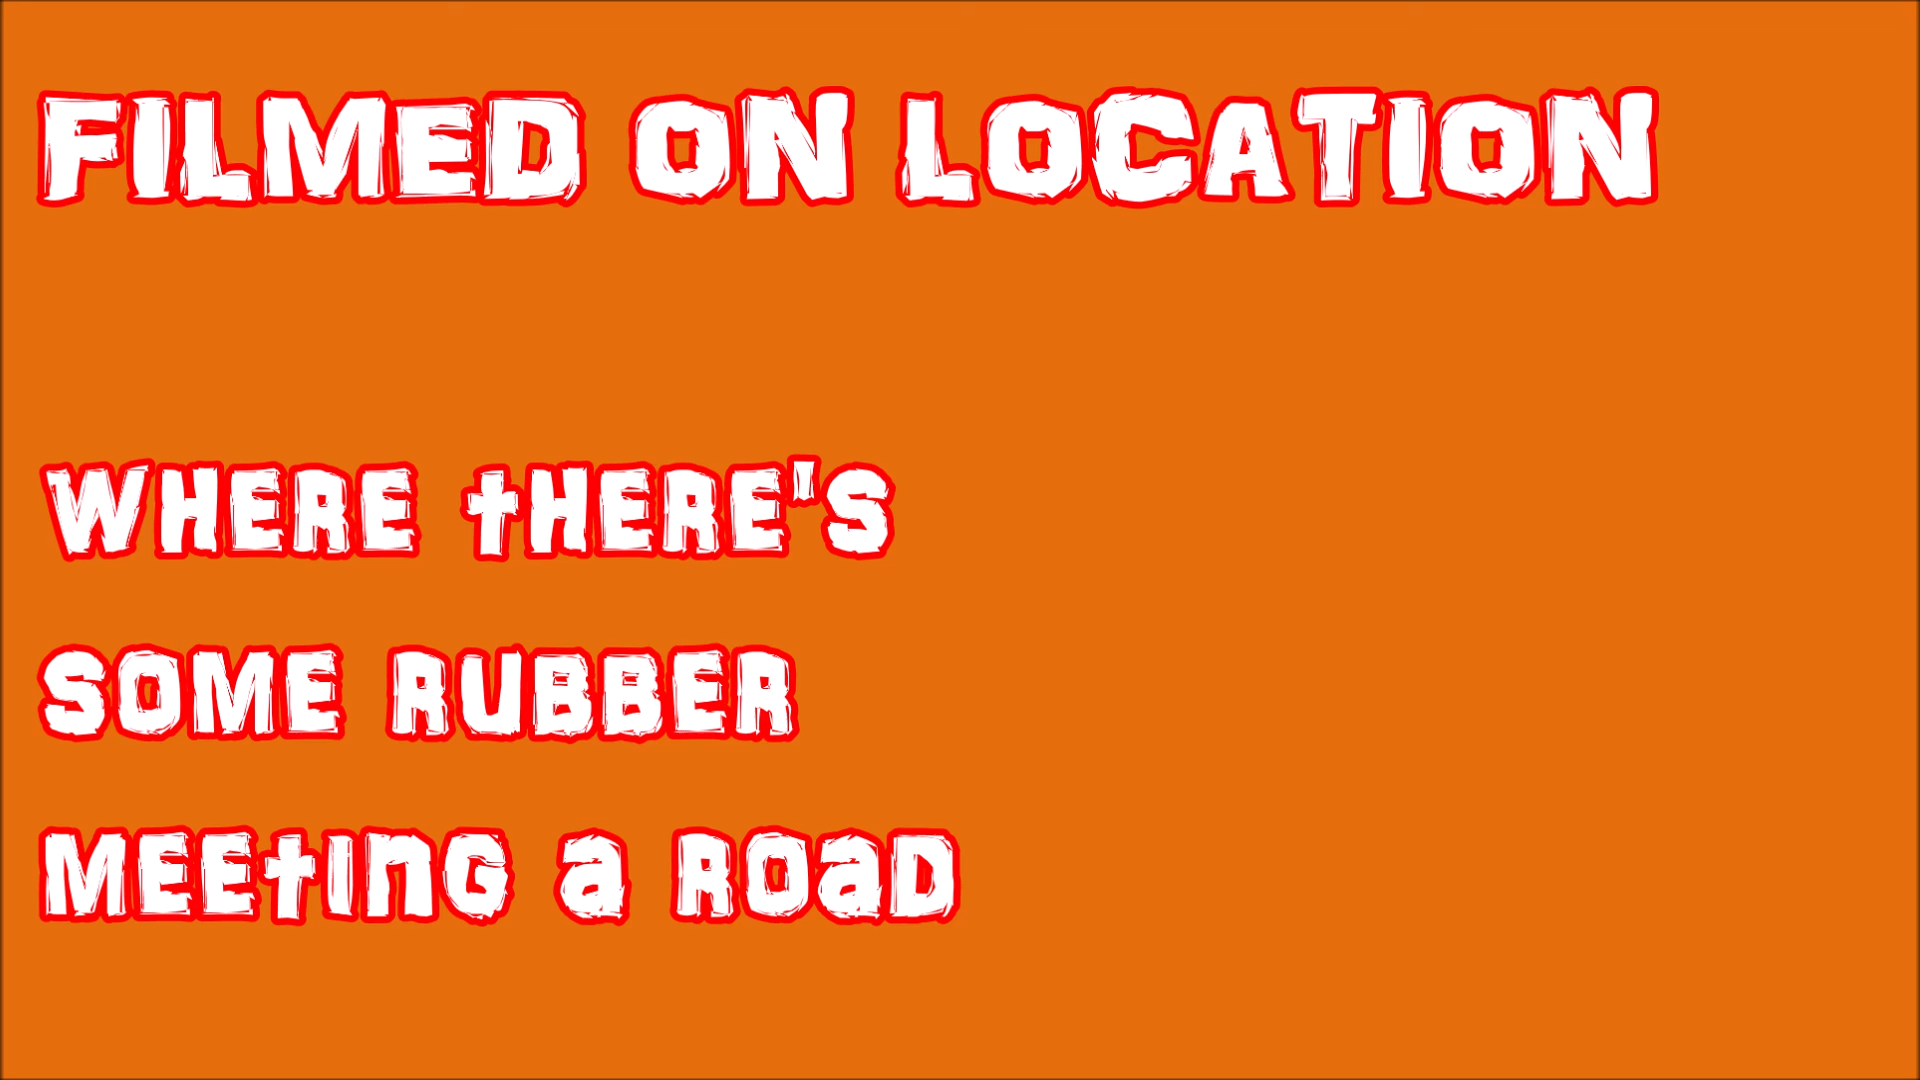 FILMED ON LOCATION
WHERE THERE'S
SOME RUBBER
MEETING A ROAD